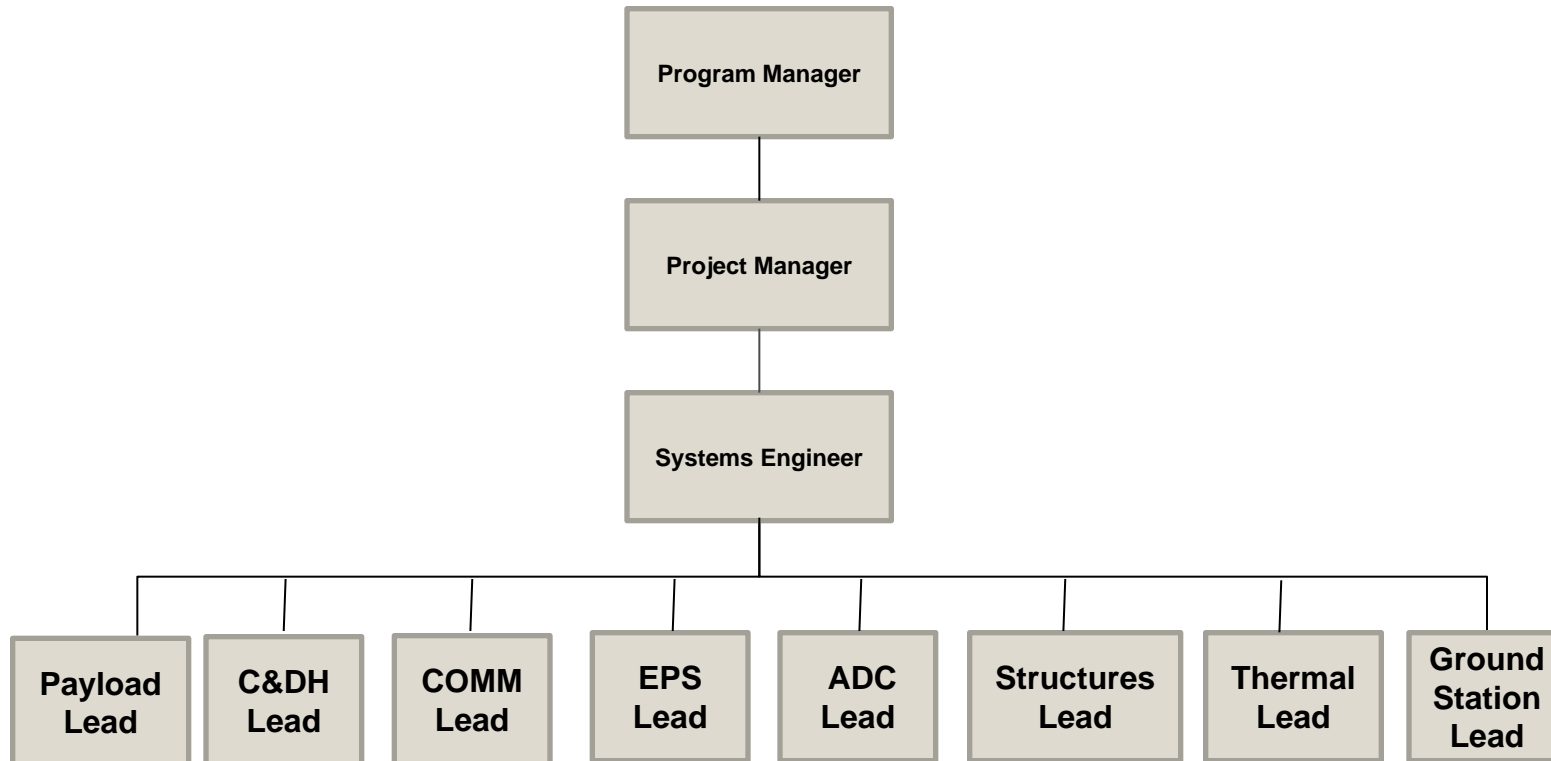 Program Manager
Project Manager
Systems Engineer
Payload
Lead
C&DH
Lead
COMM
Lead
EPS
Lead
ADC
Lead
Structures
Lead
Thermal
Lead
Ground
Station
Lead